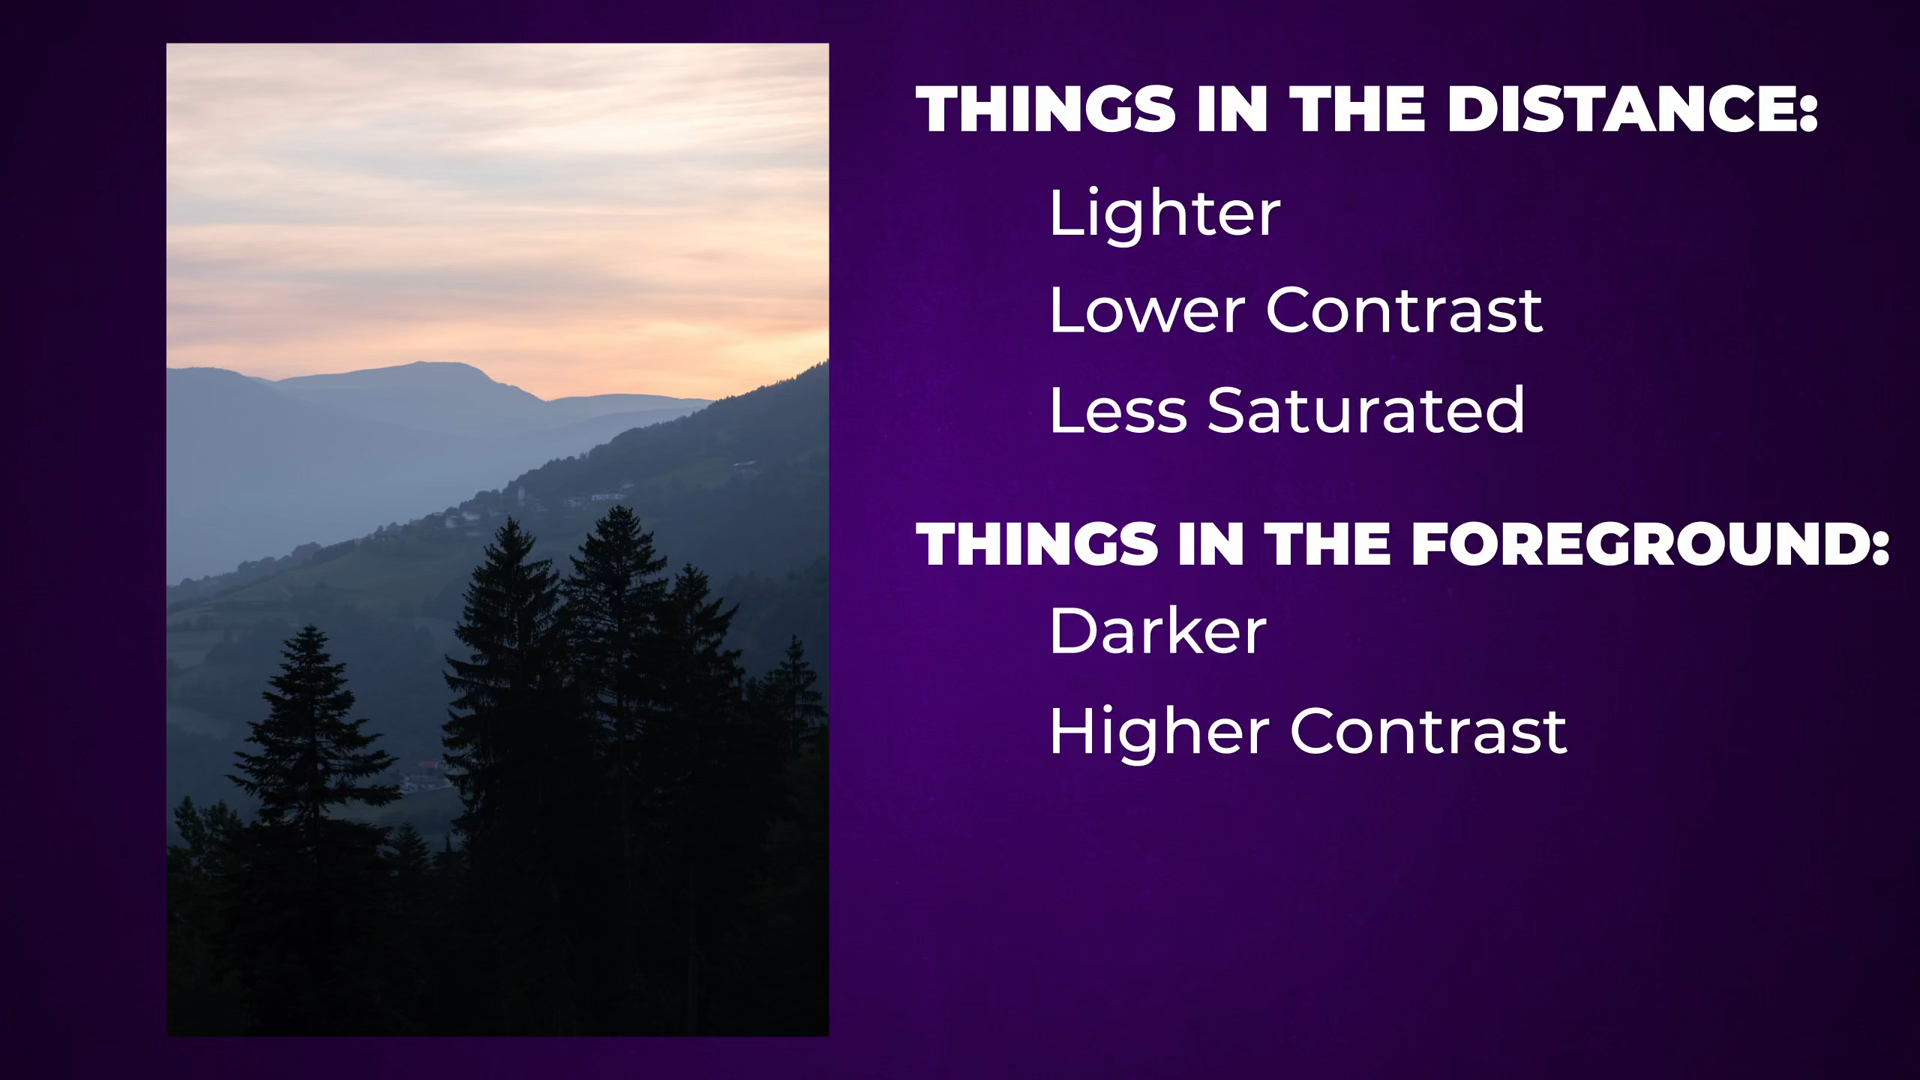 THINGS IN THE DISTANCE:
Lighter
Lower Contrast
Less Saturated
THINGS IN THE FOREGROUND:
Darker
Higher Contrast